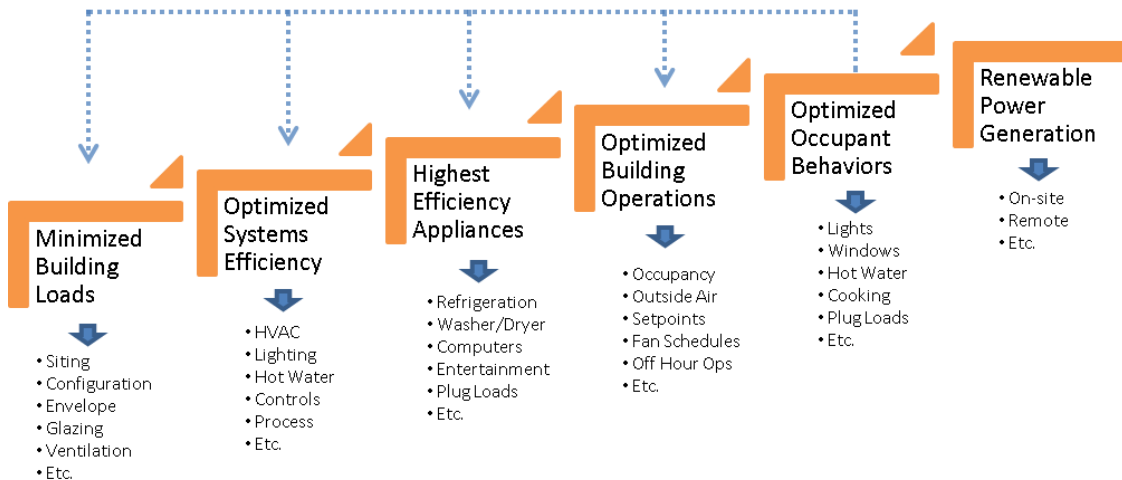 Minimized
Building
Loads
• Siting
• Configuration
• Envelope
• Glazing
• Ventilation
• Etc.
Optimized
Systems
Efficiency
• HVAC
• Lighting
• Hot Water
• Controls
• Process
• Etc.
Highest
Efficiency
Appliances
• Refrigeration
• Washer/Dryer
• Computers
• Entertainment
• Plug Loads
• Etc.
Optimized
Building
Operations
• Occupancy
• Outside Air
• Setpoints
• Fan Schedules
• Off Hour Ops
• Etc.
Optimized
Occupant
Behaviors
• Lights
• Windows
• Hot Water
• Cooking
• Plug Loads
• Etc.
Renewable
Power
Generation
• On-site
• Remote
• Etc.